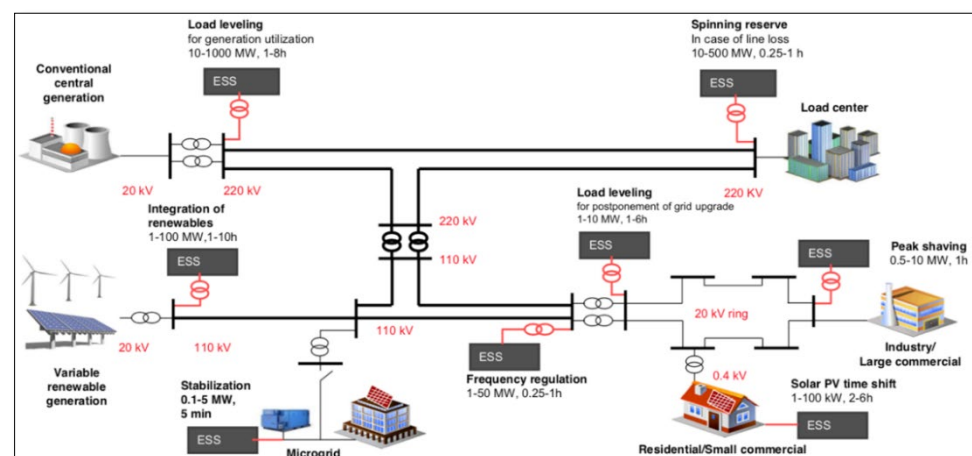 Load leveling
for generation utilization
10-1000 MW, 1-8h
ESS
Spinning reserve
In case of line loss
10-500 MW, 0.25-1 h
ESS
Conventional
central
generation
Load center
20 kV
220 kV
220 KV
Integration of
renewables
1-100 MW,1-10h
ESS
220 kV
110 kV
Load leveling
for postponement of grid upgrade
1-10 MW, 1-6h
ESS
Peak shaving
0.5-10 MW, 1h
ESS
20 kV ring
20 kV
110 kV
110 kV
Variable
renewable
generation
Stabilization
0.1-5 MW,
5 min
ESS
Microgrid
ESS
Frequency regulation
1-50 MW, 0.25-1h
0.4 kV
Industry/
Large commercial
Solar PV time shift
1-100 kW, 2-6h
ESS
Residential/Small commercial